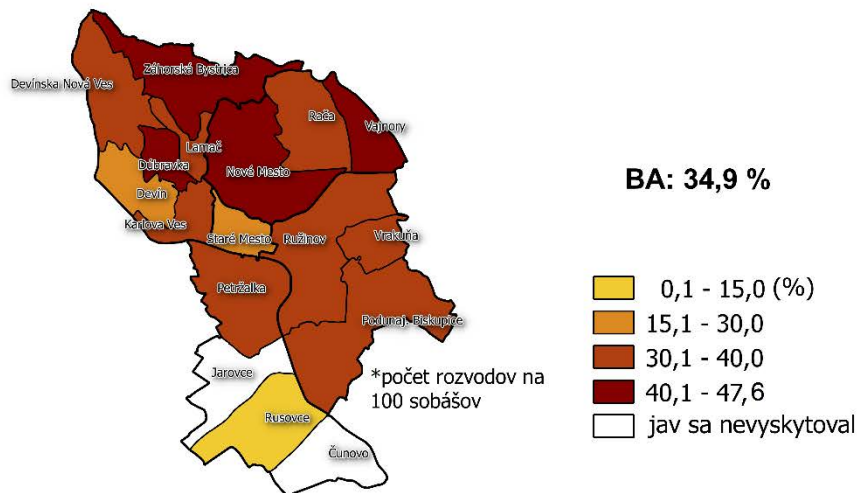 Záhorská Bystrica
Devínska Nová Ves
Rača
Vajnory
Lamač
Dúbravka
Nové Mesto
Devín
Karlova Ves
Staré Mesto
Ružinov
Vrakuňa
Petržalka
Podunaj. Biskupice
Jarovce
Rusovce
Čunovo
*počet rozvodov na
100 sobášov
BA: 34,9 %
0,1 - 15,0 (%)
15,1 - 30,0
30,1 - 40,0
40,1 - 47,6
jav sa nevyskytoval